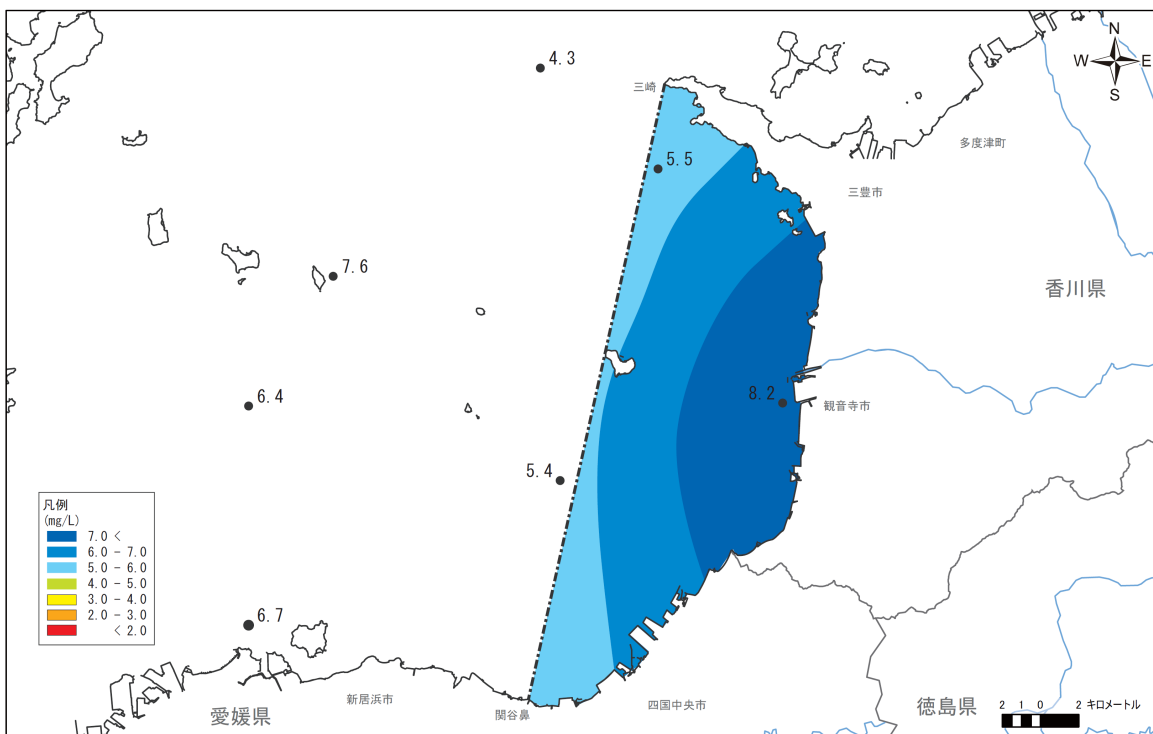 N
W
E
S
4.3
三崎
5.5
多度津町
三豊市
7.6
香川県
6.4
8.2
観音寺市
5.4
凡例
(mg/L)
7.0 <
6.0 - 7.0
5.0 - 6.0
4.0 - 5.0
3.0 - 4.0
2.0 - 3.0
< 2.0
6.7
新居浜市
愛媛県
関谷鼻
四国中央市
徳島県
2 1 0 2 キロメートル